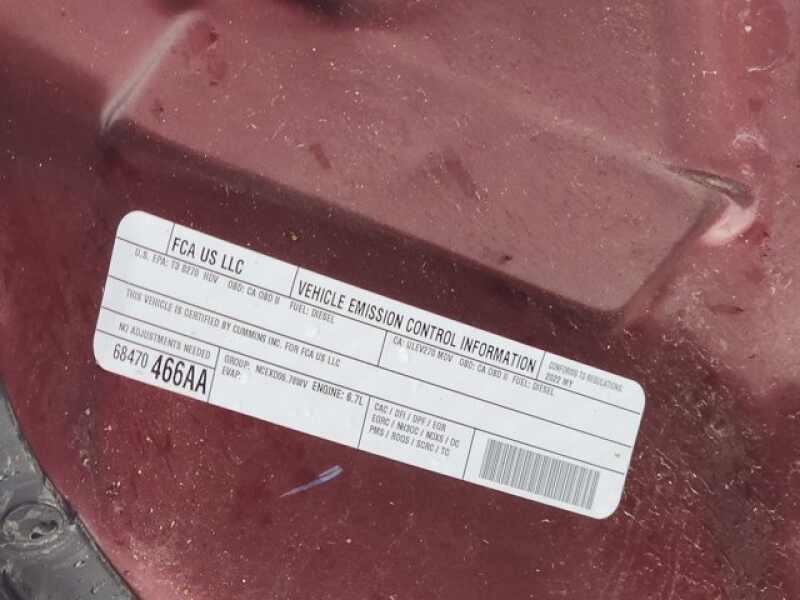 FCA US LLC
VEHICLE EMISSION CONTROL INFORMATION
CONFORMS TO REGULATIONS:
2022 MY
U.S. EPA: T3 B270 HDV OBD: CA OBD II FUEL: DIESEL
CA: ULEV270 MDV OBD: CA OBD II FUEL: DIESEL
THIS VEHICLE IS CERTIFIED BY CUMMINS INC. FOR FCA US LLC
NO ADJUSTMENTS NEEDED
68470 466AA
GROUP: NCEXD06.78WV ENGINE: 6.7L
EVAP:
CAC / DFI / DPF / EGR
EGRC / NH3OC / NOXS / OC
PMS / RDQS / SCRC / TC